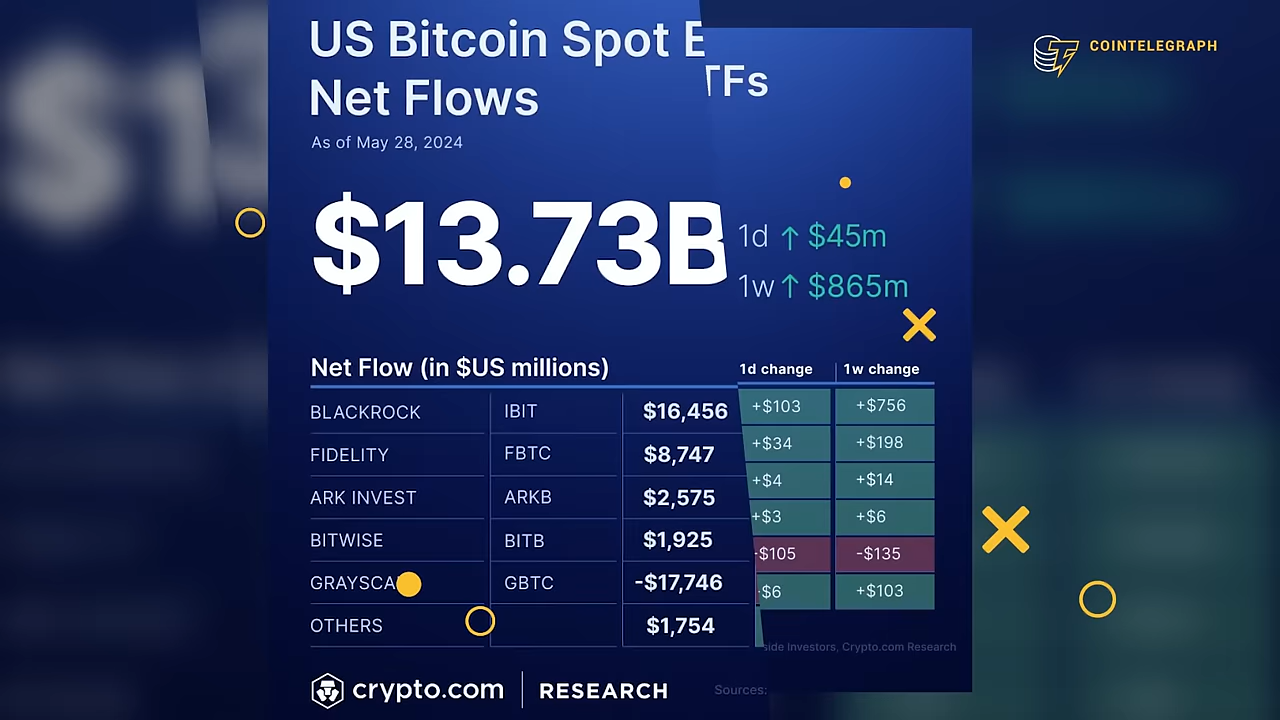 US Bitcoin Spot ETFs
Net Flows
As of May 28, 2024
COINTELEGRAPH
$13.73B
1d ↑ $45m
1w ↑ $865m
Net Flow (in $US millions) 1d change 1w change
BLACKROCK IBIT $16,456 +$103 +$756
FIDELITY FBTC $8,747 +$34 +$198
ARK INVEST ARKB $2,575 +$4 +$14
BITWISE BITB $1,925 +$3 +$6
GRAYSCA GBTC -$17,746 -$105 -$135
OTHERS $1,754 $6 +$103
Investors, Crypto.com Research
crypto.com RESEARCH
Sources:
$13